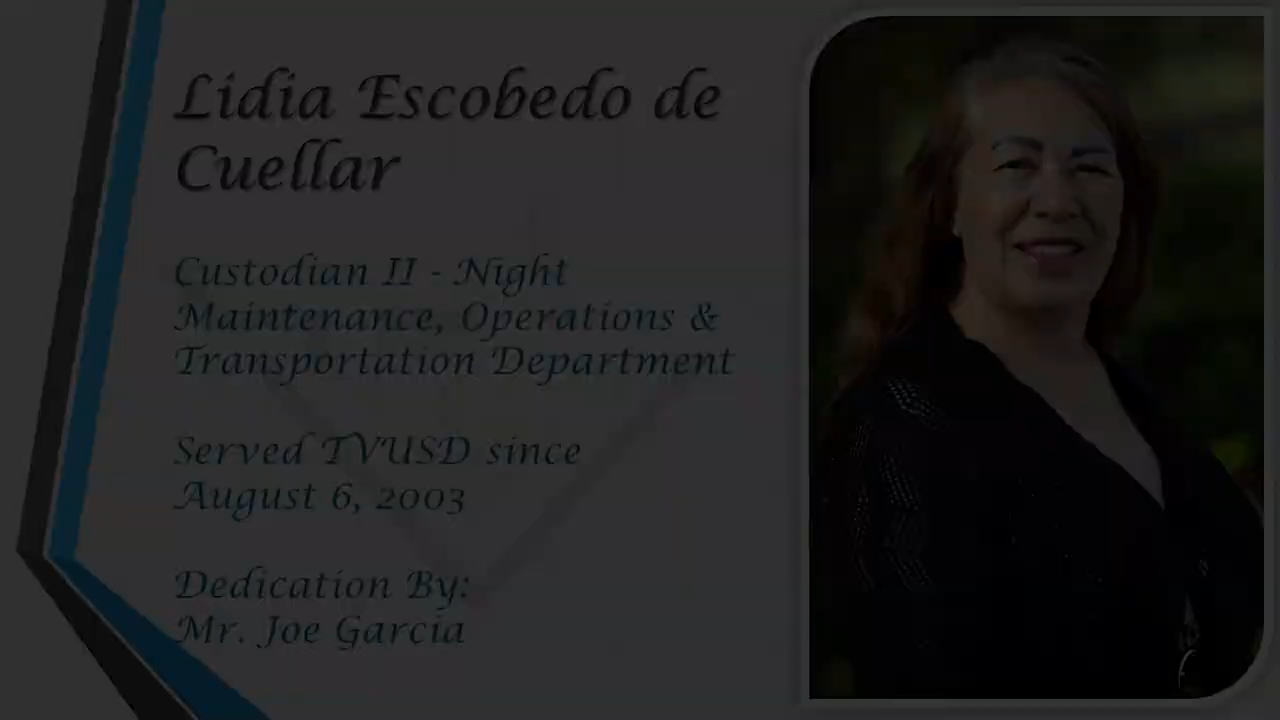 Lidia Escobedo de
Cuellar
Custodian II - Night
Maintenance, Operations &
Transportation Department
Served TVUSD since
August 6, 2003
Dedication By:
Mr. Joe Garcia